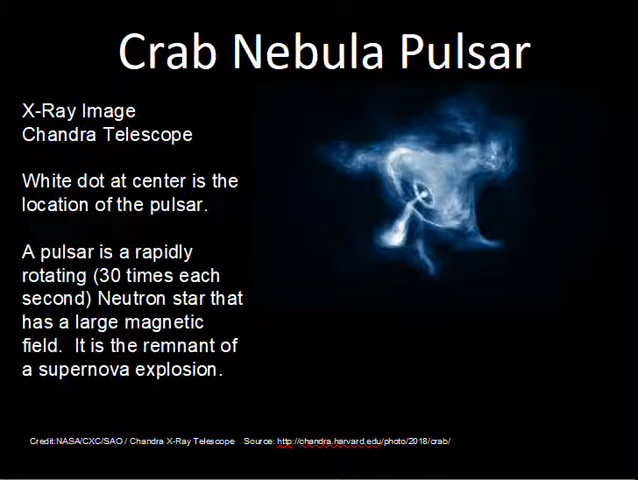 Crab Nebula Pulsar
X-Ray Image
Chandra Telescope
White dot at center is the
location of the pulsar.
A pulsar is a rapidly
rotating (30 times each
second) Neutron star that
has a large magnetic
field.  It is the remnant of
a supernova explosion.
Credit:NASA/CXC/SAO / Chandra X-Ray Telescope    Source: http://chandra.harvard.edu/photo/2018/crab/